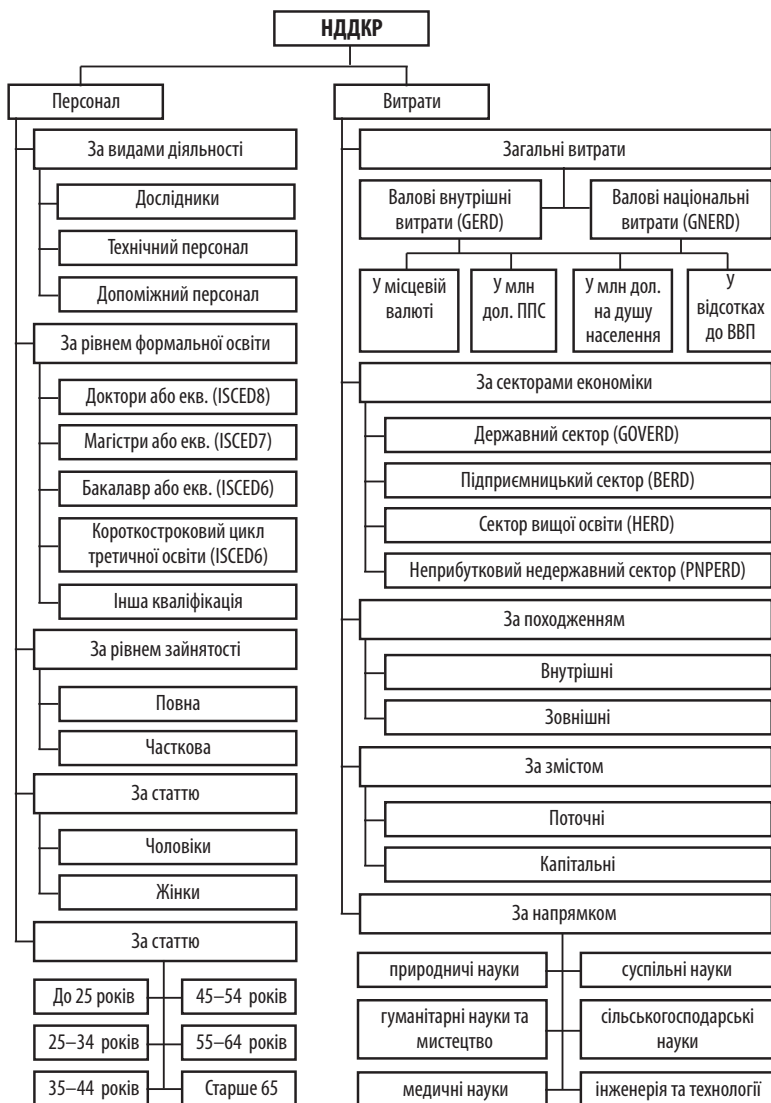 НДДКР
Персонал
За видами діяльності
Дослідники
Технічний персонал
Допоміжний персонал
За рівнем формальної освіти
Доктори або екв. (ISCED8)
Магістри або екв. (ISCED7)
Бакалавр або екв. (ISCED6)
Короткостроковий цикл
третичної освіти (ISCED6)
Інша кваліфікація
За рівнем зайнятості
Повна
Часткова
За статтю
Чоловіки
Жінки
За статтю
До 25 років
45–54 років
25–34 років
55–64 років
35–44 років
Старше 65
Витрати
Загальні витрати
Валові внутрішні
витрати (GERD)
Валові національні
витрати (GNERD)
У місцевій
валюті
У млн
дол. ППС
У млн дол.
на душу
населення
У
відсотках
до ВВП
За секторами економіки
Державний сектор (GOVERD)
Підприємницький сектор (BERD)
Сектор вищої освіти (HERD)
Неприбутковий недержавний сектор (PNPERD)
За походженням
Внутрішні
Зовнішні
За змістом
Поточні
Капітальні
За напрямком
природничі науки
суспільні науки
гуманітарні науки та
мистецтво
сільськогосподарські
науки
медичні науки
інженерія та технології